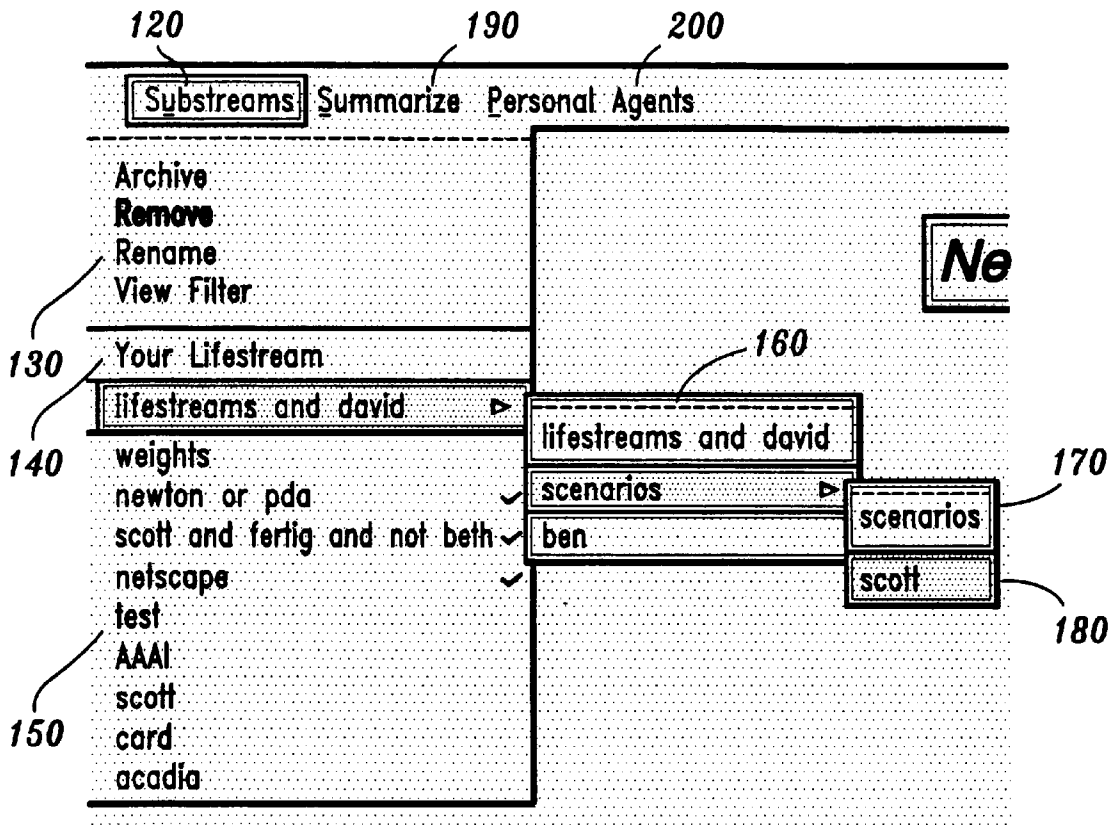 120 190 200
Substreams Summarize Personal Agents
Archive
Remove
Rename
View Filter
Ne
130
Your Lifestream
160
140
lifestreams and david
lifestreams and david
weights
newton or pda
scenarios
170
scenarios
scott and fertig and not beth
ben
netscape
scott
180
test
AAAI
scott
150
card
acadia